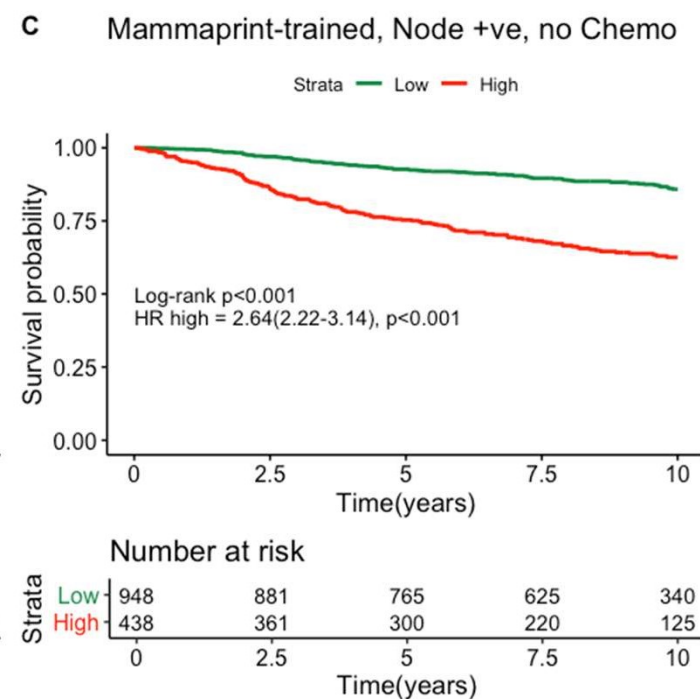 C Mammaprint-trained, Node +ve, no Chemo
Strata Low High
Survival probability
1.00
0.75
0.50
0.25
0.00
Log-rank p<0.001
HR high = 2.64(2.22-3.14), p<0.001
0 2.5 5 7.5 10
Time(years)
Number at risk
Strata
Low 948 881 765 625 340
High 438 361 300 220 125
0 2.5 5 7.5 10
Time(years)